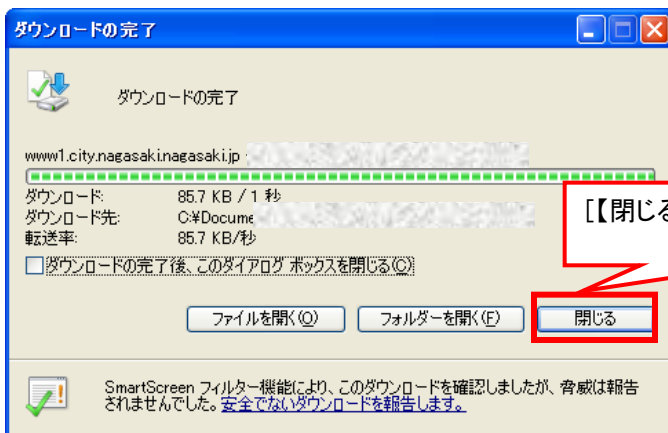 ダウンロードの完了
ダウンロードの完了
www1.city.nagasaki.nagasaki.jp
ダウンロード: 85.7 KB / 1 秒
ダウンロード先: C:¥Docume
転送率: 85.7 KB/秒
[【閉じる
ダウンロードの完了後、このダイアログ ボックスを閉じる(C)
ファイルを開く(O) フォルダーを開く(F) 閉じる
SmartScreen フィルター機能により、このダウンロードを確認しましたが、脅威は報告
されませんでした。安全でないダウンロードを報告します。